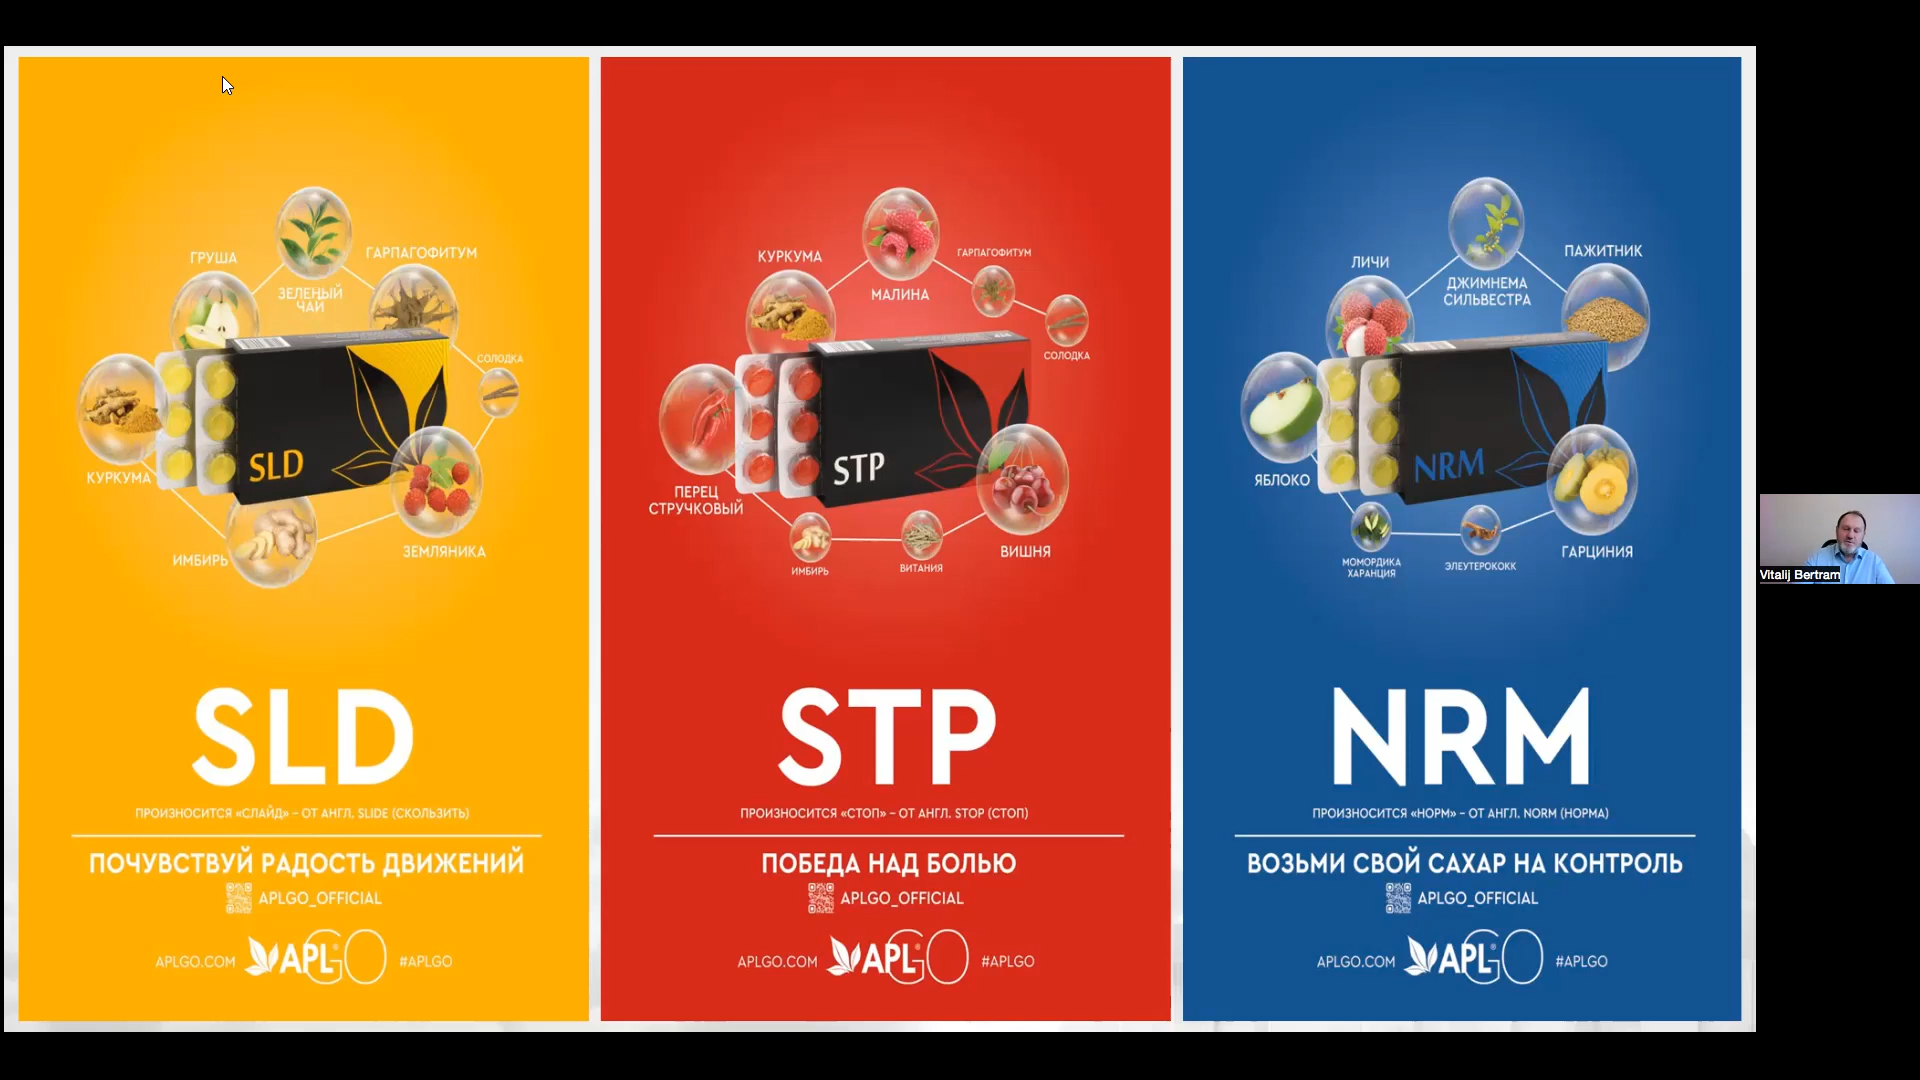 ГРУША
ЗЕЛЕНЫЙ
ЧАЙ
ГАРПАГОФИТУМ
СОЛОДКА
КУРКУМА
ИМБИРЬ
ЗЕМЛЯНИКА
SLD
SLD
ПРОИЗНОСИТСЯ «СЛАЙД» – ОТ АНГЛ. SLIDE (СКОЛЬЗИТЬ)
ПОЧУВСТВУЙ РАДОСТЬ ДВИЖЕНИЙ
APLGO_OFFICIAL
APLGO.COM APLGO #APLGO
КУРКУМА
МАЛИНА
ГАРПАГОФИТУМ
СОЛОДКА
ПЕРЕЦ
СТРУЧКОВЫЙ
ИМБИРЬ
ВИТАНИЯ
ВИШНЯ
STP
STP
ПРОИЗНОСИТСЯ «СТОП» – ОТ АНГЛ. STOP (СТОП)
ПОБЕДА НАД БОЛЬЮ
APLGO_OFFICIAL
APLGO.COM APLGO #APLGO
ЛИЧИ
ДЖИМНЕМА
СИЛЬВЕСТРА
ПАЖИТНИК
ЯБЛОКО
МОМОРДИКА
ХАРАНЦИЯ
ЭЛЕУТЕРОКОКК
ГАРЦИНИЯ
NRM
NRM
ПРОИЗНОСИТСЯ «НОРМ» – ОТ АНГЛ. NORM (НОРМА)
ВОЗЬМИ СВОЙ САХАР НА КОНТРОЛЬ
APLGO_OFFICIAL
APLGO.COM APLGO #APLGO
Vitalij Bertram